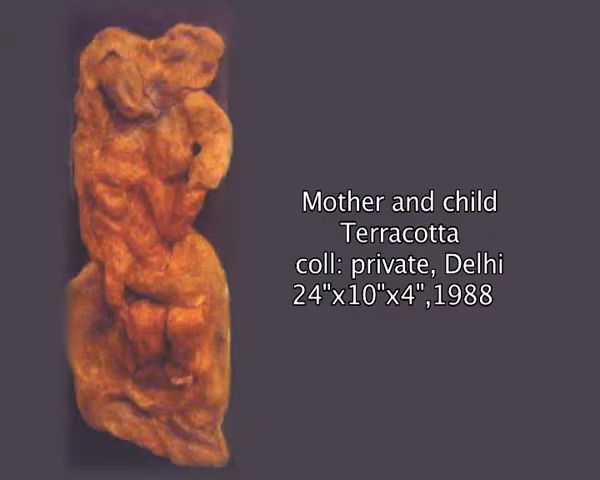 Mother and child
Terracotta
coll: private, Delhi
24"x10"x4",1988